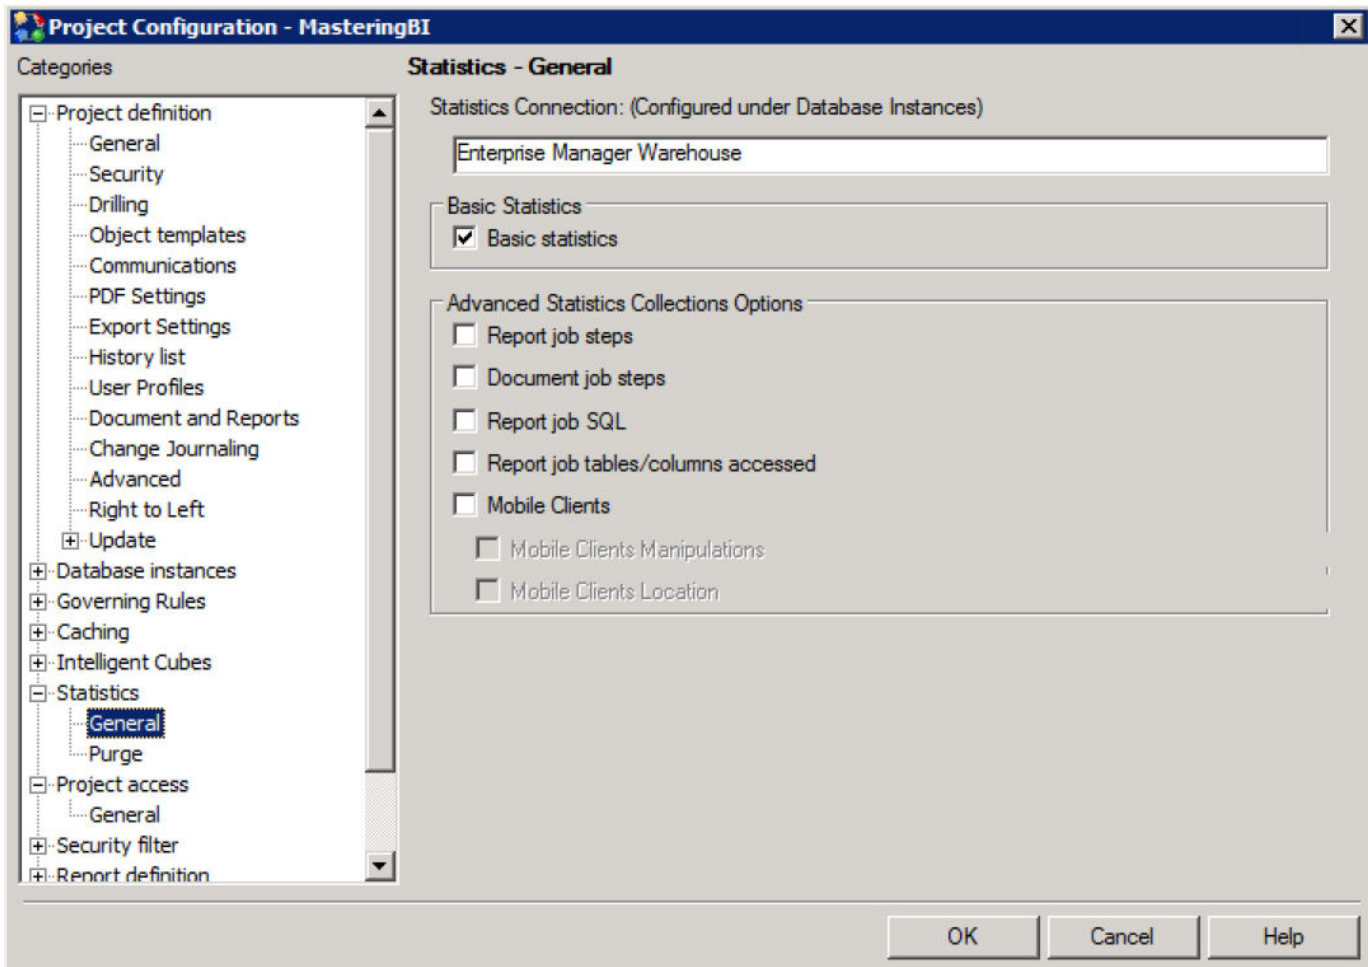 Project Configuration - MasteringBI
Categories
Project definition
General
Security
Drilling
Object templates
Communications
PDF Settings
Export Settings
History list
User Profiles
Document and Reports
Change Journaling
Advanced
Right to Left
Update
Database instances
Governing Rules
Caching
Intelligent Cubes
Statistics
General
Purge
Project access
General
Security filter
Report definition
Statistics - General
Statistics Connection: (Configured under Database Instances)
Enterprise Manager Warehouse
Basic Statistics
Basic statistics
Advanced Statistics Collections Options
Report job steps
Document job steps
Report job SQL
Report job tables/columns accessed
Mobile Clients
Mobile Clients Manipulations
Mobile Clients Location
OK Cancel Help